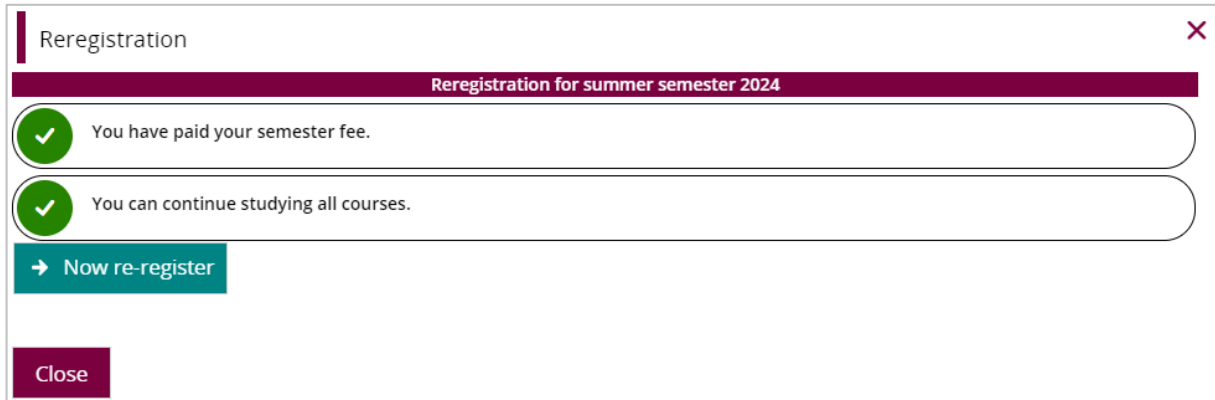 Reregistration
Reregistration for summer semester 2024
You have paid your semester fee.
You can continue studying all courses.
Now re-register
Close